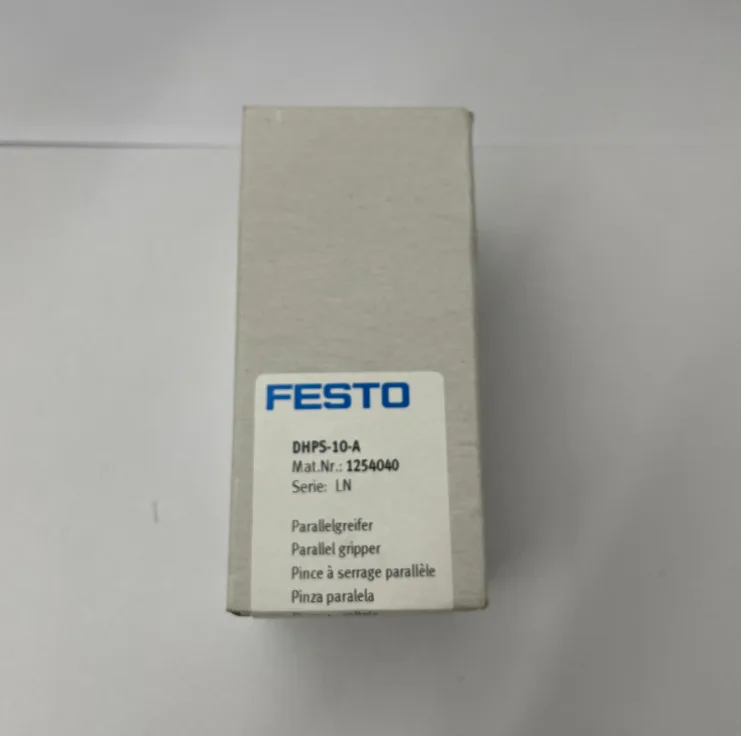 FESTO
DHPS-10-A
Mat.Nr.: 1254040
Serie: LN
Parallelgreifer
Parallel gripper
Pince à serrage parallèle
Pinza paralela